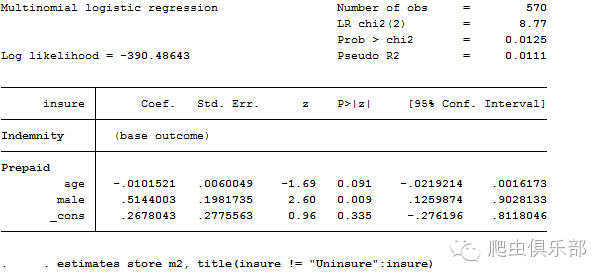 Multinomial logistic regression Number of obs = 570
LR chi2(2) = 8.77
Prob > chi2 = 0.0125
Log likelihood = -390.48643 Pseudo R2 = 0.0111
insure Coef. Std. Err. z P>|z| [95% Conf. Interval]
Indemnity (base outcome)
Prepaid
age -.0101521 .0060049 -1.69 0.091 -.0219214 .0016173
male .5144003 .1981735 2.60 0.009 .1259874 .9028133
_cons .2678043 .2775563 0.96 0.335 -.276196 .8118046
. . estimates store m2, title(insure != "Uninsure":insure)
爬虫俱乐部